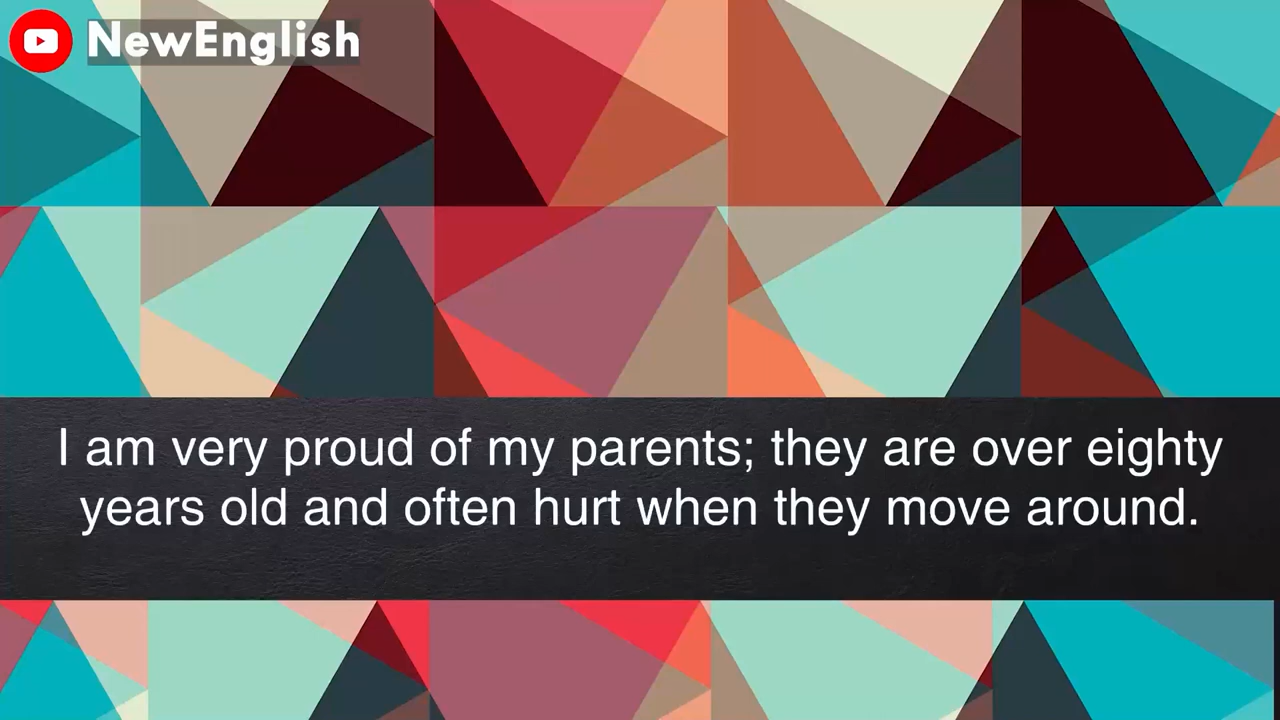 NewEnglish
I am very proud of my parents; they are over eighty
years old and often hurt when they move around.